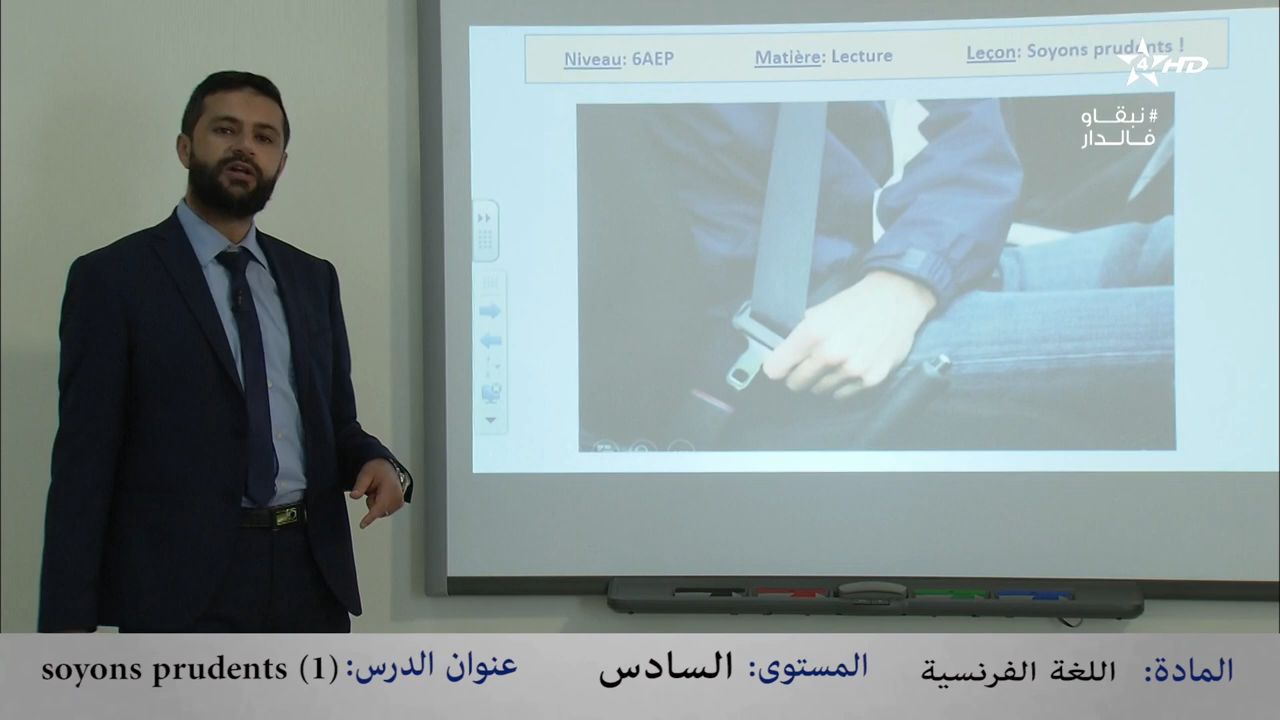 Niveau: 6AEP Matière: Lecture Leçon: Soyons prudents !
4 HD
#نبقاو
فالدار
المادة: اللغة الفرنسية المستوى: السادس عنوان الدرس: soyons prudents (1)